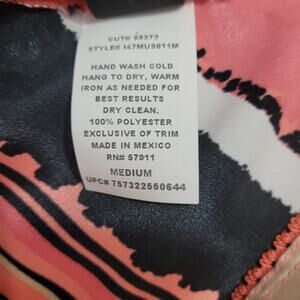 CUT# 98373
STYLE# I47MU9811M
HAND WASH COLD
HANG TO DRY, WARM
IRON AS NEEDED FOR
BEST RESULTS
DRY CLEAN.
100% POLYESTER
EXCLUSIVE OF TRIM
MADE IN MEXICO
RN# 57911
MEDIUM
UPC# 757322550644